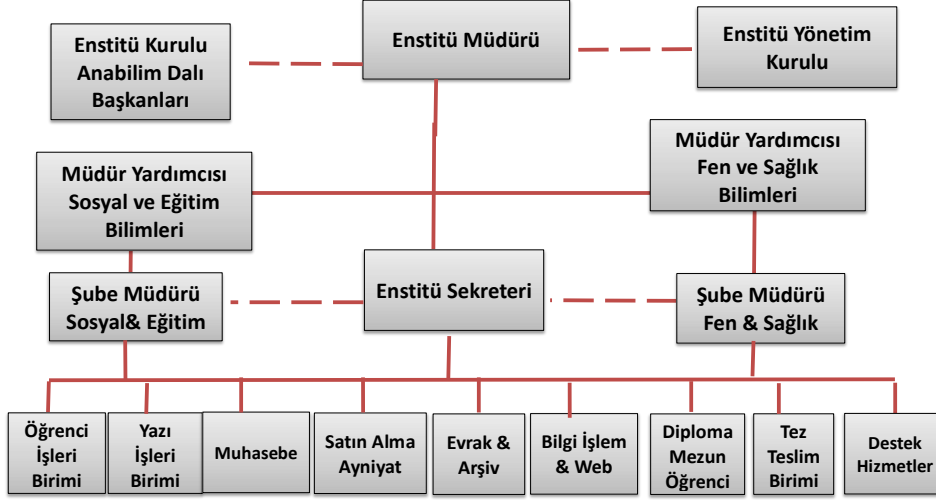 Enstitü Kurulu
Anabilim Dalı
Başkanları
Enstitü Müdürü
Enstitü Yönetim
Kurulu
Müdür Yardımcısı
Sosyal ve Eğitim
Bilimleri
Müdür Yardımcısı
Fen ve Sağlık
Bilimleri
Şube Müdürü
Sosyal& Eğitim
Enstitü Sekreteri
Şube Müdürü
Fen & Sağlık
Öğrenci
İşleri
Birimi
Yazı
İşleri
Birimi
Muhasebe
Satın Alma
Ayniyat
Evrak &
Arşiv
Bilgi İşlem
& Web
Diploma
Mezun
Öğrenci
Tez
Teslim
Birimi
Destek
Hizmetler